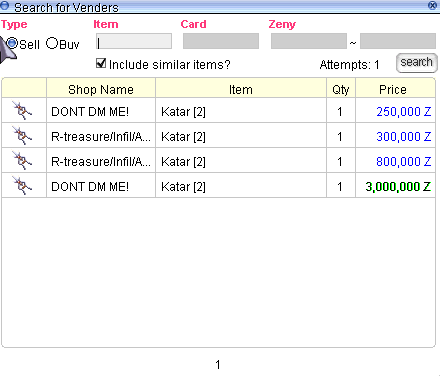 Search for Venders
Type Item Card Zeny
Sell Buy ~
Include similar items? Attempts: 1 search
Shop Name Item Qty Price
DONT DM ME! Katar [2] 1 250,000 Z
R-treasure/Infil/A... Katar [2] 1 300,000 Z
R-treasure/Infil/A... Katar [2] 1 800,000 Z
DONT DM ME! Katar [2] 1 3,000,000 Z
1